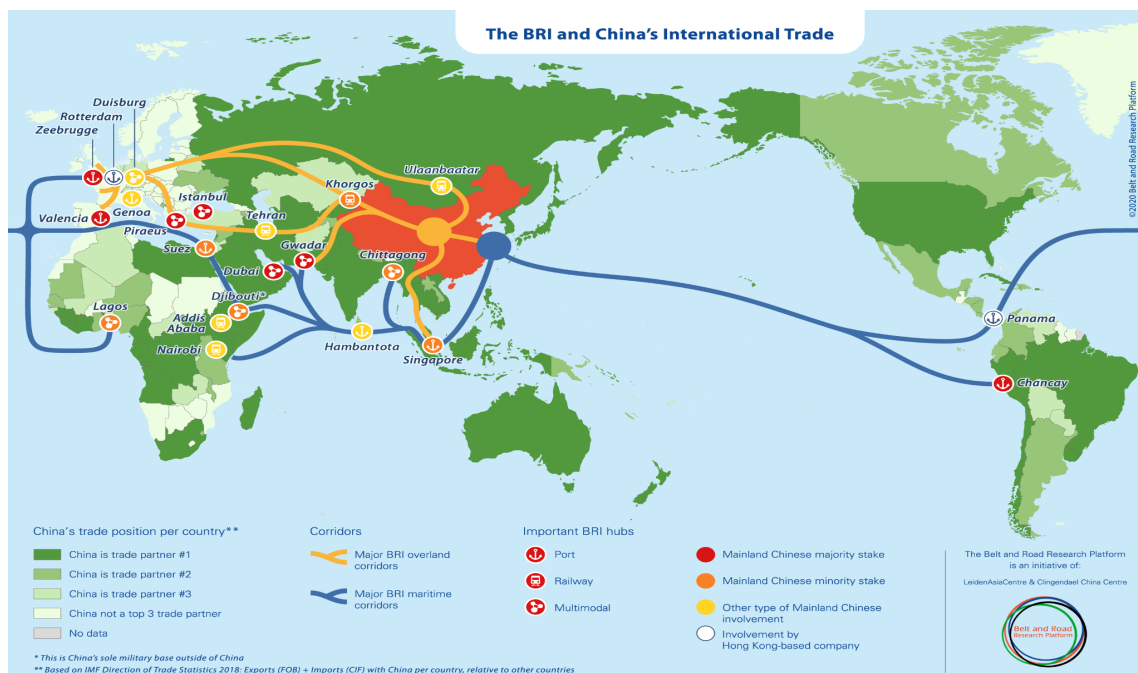 The BRI and China's International Trade
©2020 Belt and Road Research Platform
Duisburg
Rotterdam
Zeebrugge
Ulaanbaatar
Khorgos
Istanbul
Genoa
Valencia
Tehran
Piraeus
Gwadar
Suez
Chittagong
Dubai
Djibouti*
Lagos
Addis
Ababa
Nairobi
Hambantota
Singapore
Panama
Chancay
China's trade position per country**
China is trade partner #1
China is trade partner #2
China is trade partner #3
China not a top 3 trade partner
No data
Corridors
Major BRI overland
corridors
Major BRI maritime
corridors
Important BRI hubs
Port
Railway
Multimodal
Mainland Chinese majority stake
Mainland Chinese minority stake
Other type of Mainland Chinese
involvement
Involvement by
Hong Kong-based company
The Belt and Road Research Platform
is an initiative of:
LeidenAsiaCentre & Clingendael China Centre
Belt and Road
Research Platform
* This is China's sole military base outside of China
** Based on IMF Direction of Trade Statistics 2018: Exports (FOB) + Imports (CIF) with China per country, relative to other countries